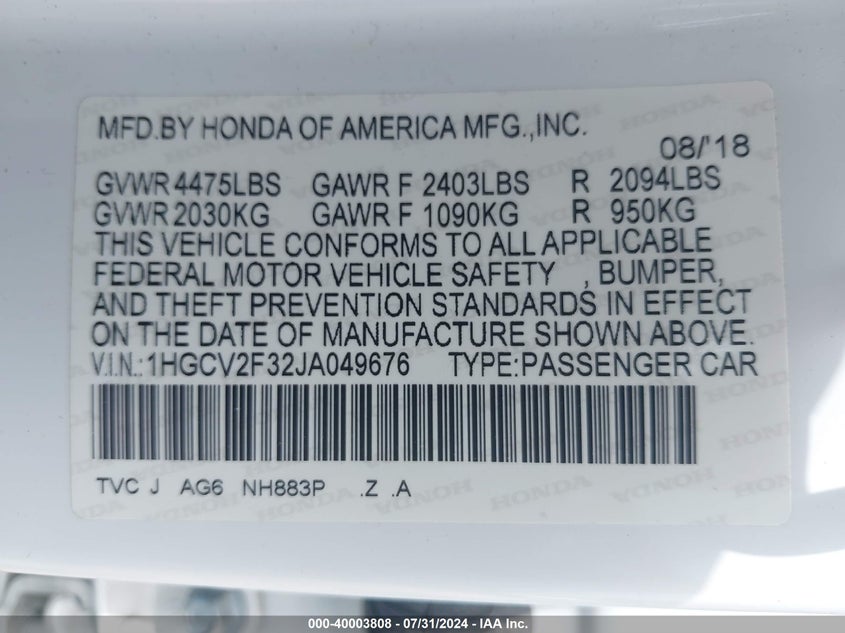 MFD.BY HONDA OF AMERICA MFG.,INC.
08/'18
GVWR 4475LBS GAWR F 2403LBS R 2094LBS
GVWR 2030KG GAWR F 1090KG R 950KG
THIS VEHICLE CONFORMS TO ALL APPLICABLE
FEDERAL MOTOR VEHICLE SAFETY , BUMPER,
AND THEFT PREVENTION STANDARDS IN EFFECT
ON THE DATE OF MANUFACTURE SHOWN ABOVE.
V.I.N.:1HGCV2F32JA049676 TYPE:PASSENGER CAR
TVC J AG6 NH883P .Z .A
000-40003808 - 07/31/2024 - IAA Inc.